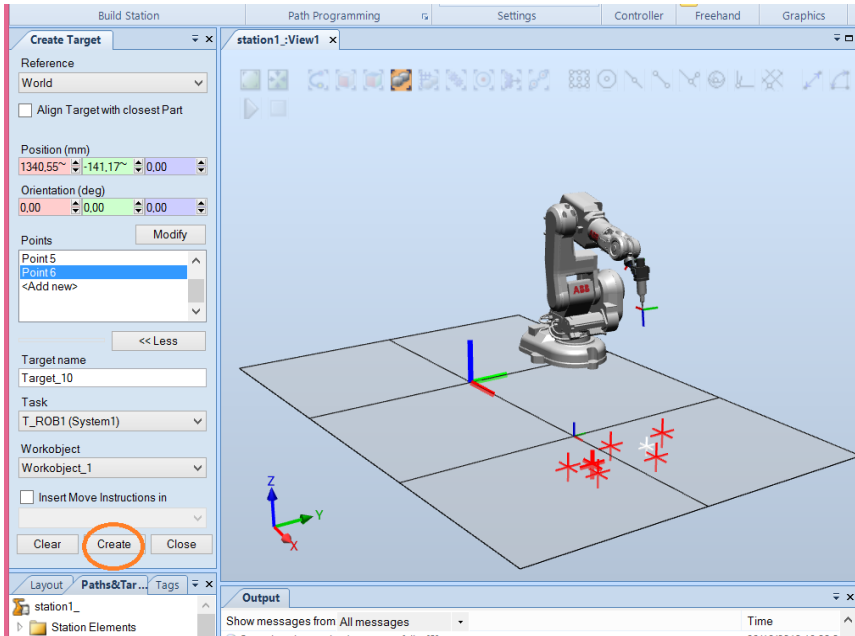 Build Station Path Programming Settings Controller Freehand Graphics
Create Target
station1_:View1
Reference
World
Align Target with closest Part
Position (mm)
1340,55~ -141,17~ 0,00
Orientation (deg)
0,00 0,00 0,00
Points
Modify
Point 5
Point 6
<Add new>
<< Less
Target name
Target_10
Task
T_ROB1 (System1)
Workobject
Workobject_1
Insert Move Instructions in
Clear Create Close
Layout Paths&Tar... Tags
station1_
Station Elements
ABB
Z
Y
X
Output
Show messages from All messages Time